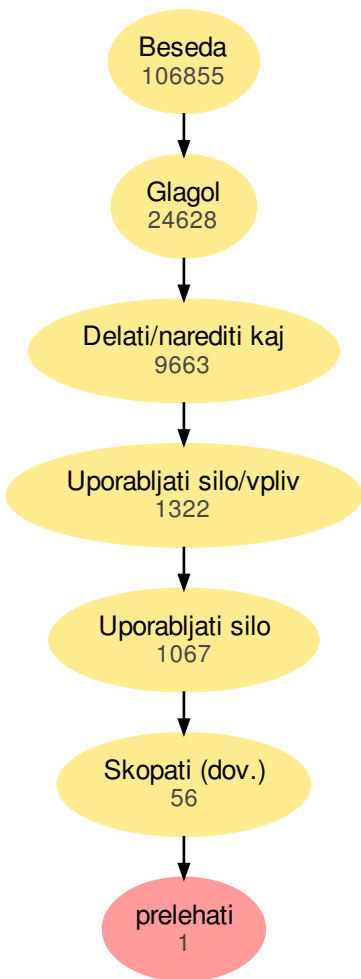 Beseda
106855
Glagol
24628
Delati/narediti kaj
9663
Uporabljati silo/vpliv
1322
Uporabljati silo
1067
Skopati (dov.)
56
prelehati
1